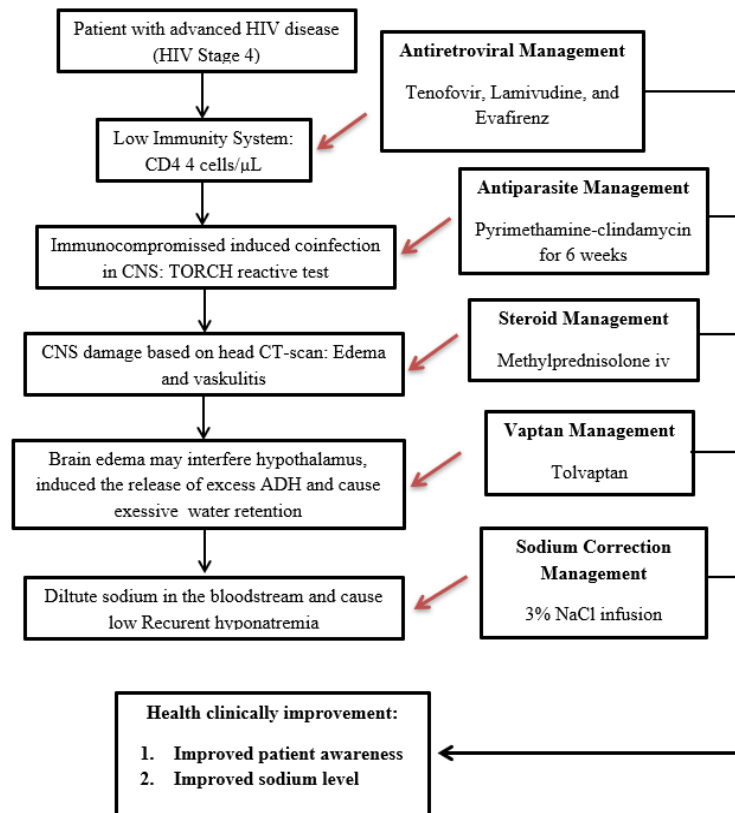 Patient with advanced HIV disease
(HIV Stage 4)
Antiretroviral Management
Tenofovir, Lamivudine, and
Evafirenz
Low Immunity System:
CD4 4 cells/µL
Antiparasite Management
Pyrimethamine-clindamycin
for 6 weeks
Immunocompromissed induced coinfection
in CNS: TORCH reactive test
Steroid Management
Methylprednisolone iv
CNS damage based on head CT-scan: Edema
and vaskulitis
Vaptan Management
Tolvaptan
Brain edema may interfere hypothalamus,
induced the release of excess ADH and cause
exessive water retention
Sodium Correction
Management
3% NaCl infusion
Diltute sodium in the bloodstream and cause
low Recurent hyponatremia
Health clinically improvement:
1. Improved patient awareness
2. Improved sodium level